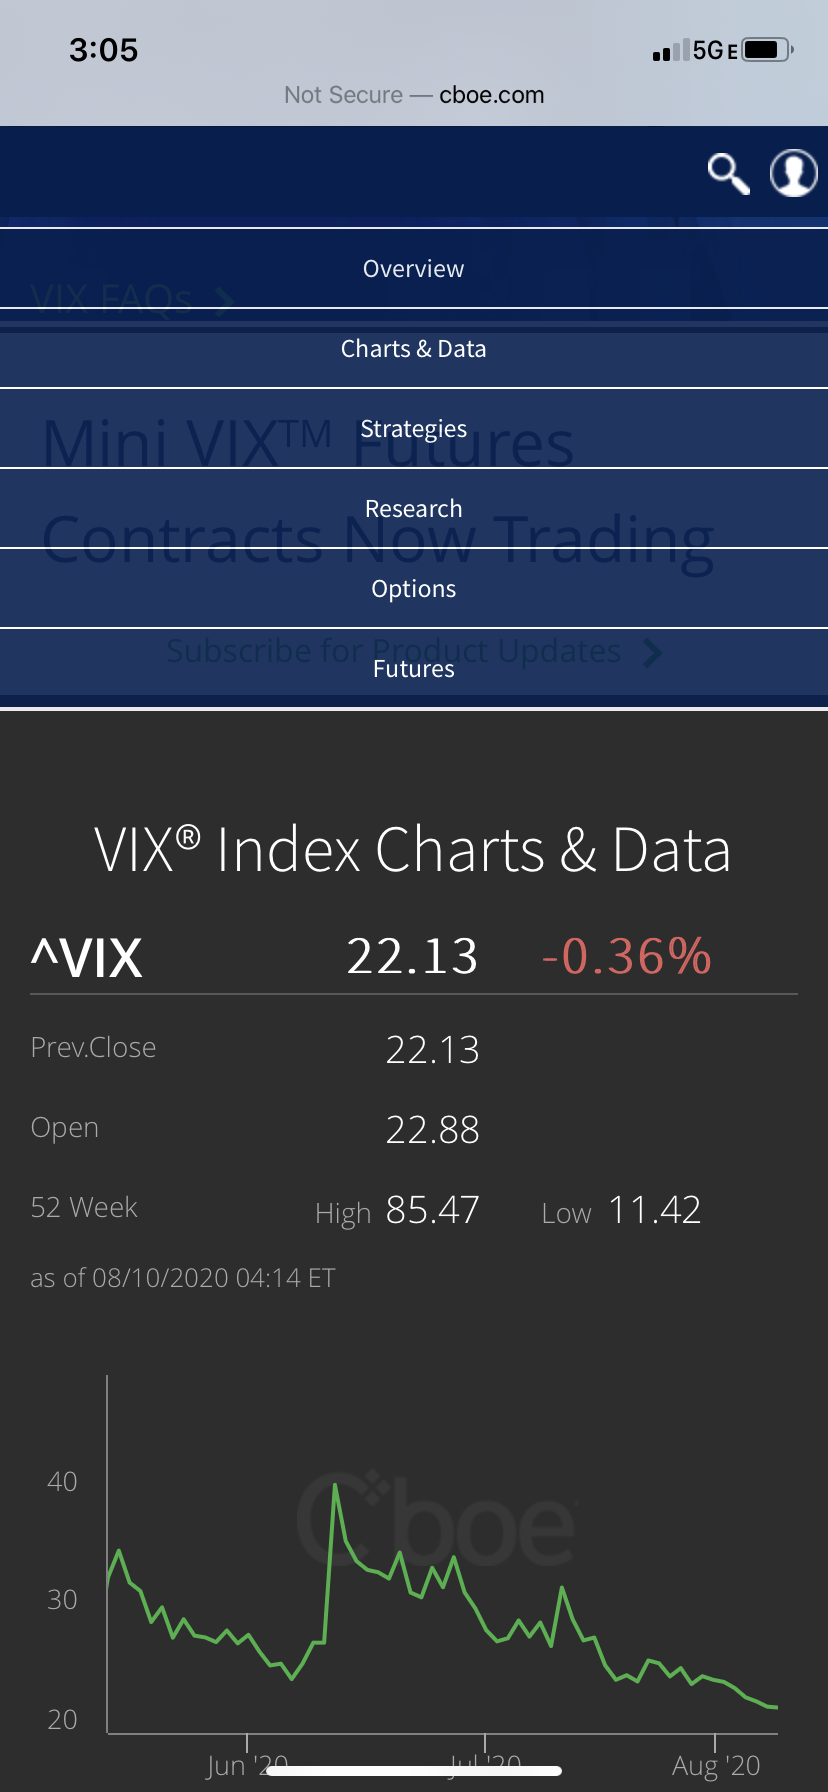 3:05
5G E
Not Secure — cboe.com
Overview
VIX FAQs
Charts & Data
Mini VIX™ Futures
Strategies
Research
Contracts Now Trading
Options
Subscribe for Product Updates
Futures
VIX® Index Charts & Data
^VIX 22.13 -0.36%
Prev.Close 22.13
Open 22.88
52 Week High 85.47 Low 11.42
as of 08/10/2020 04:14 ET
Cboe
40
30
20
Jun '20 Jul '20 Aug '20